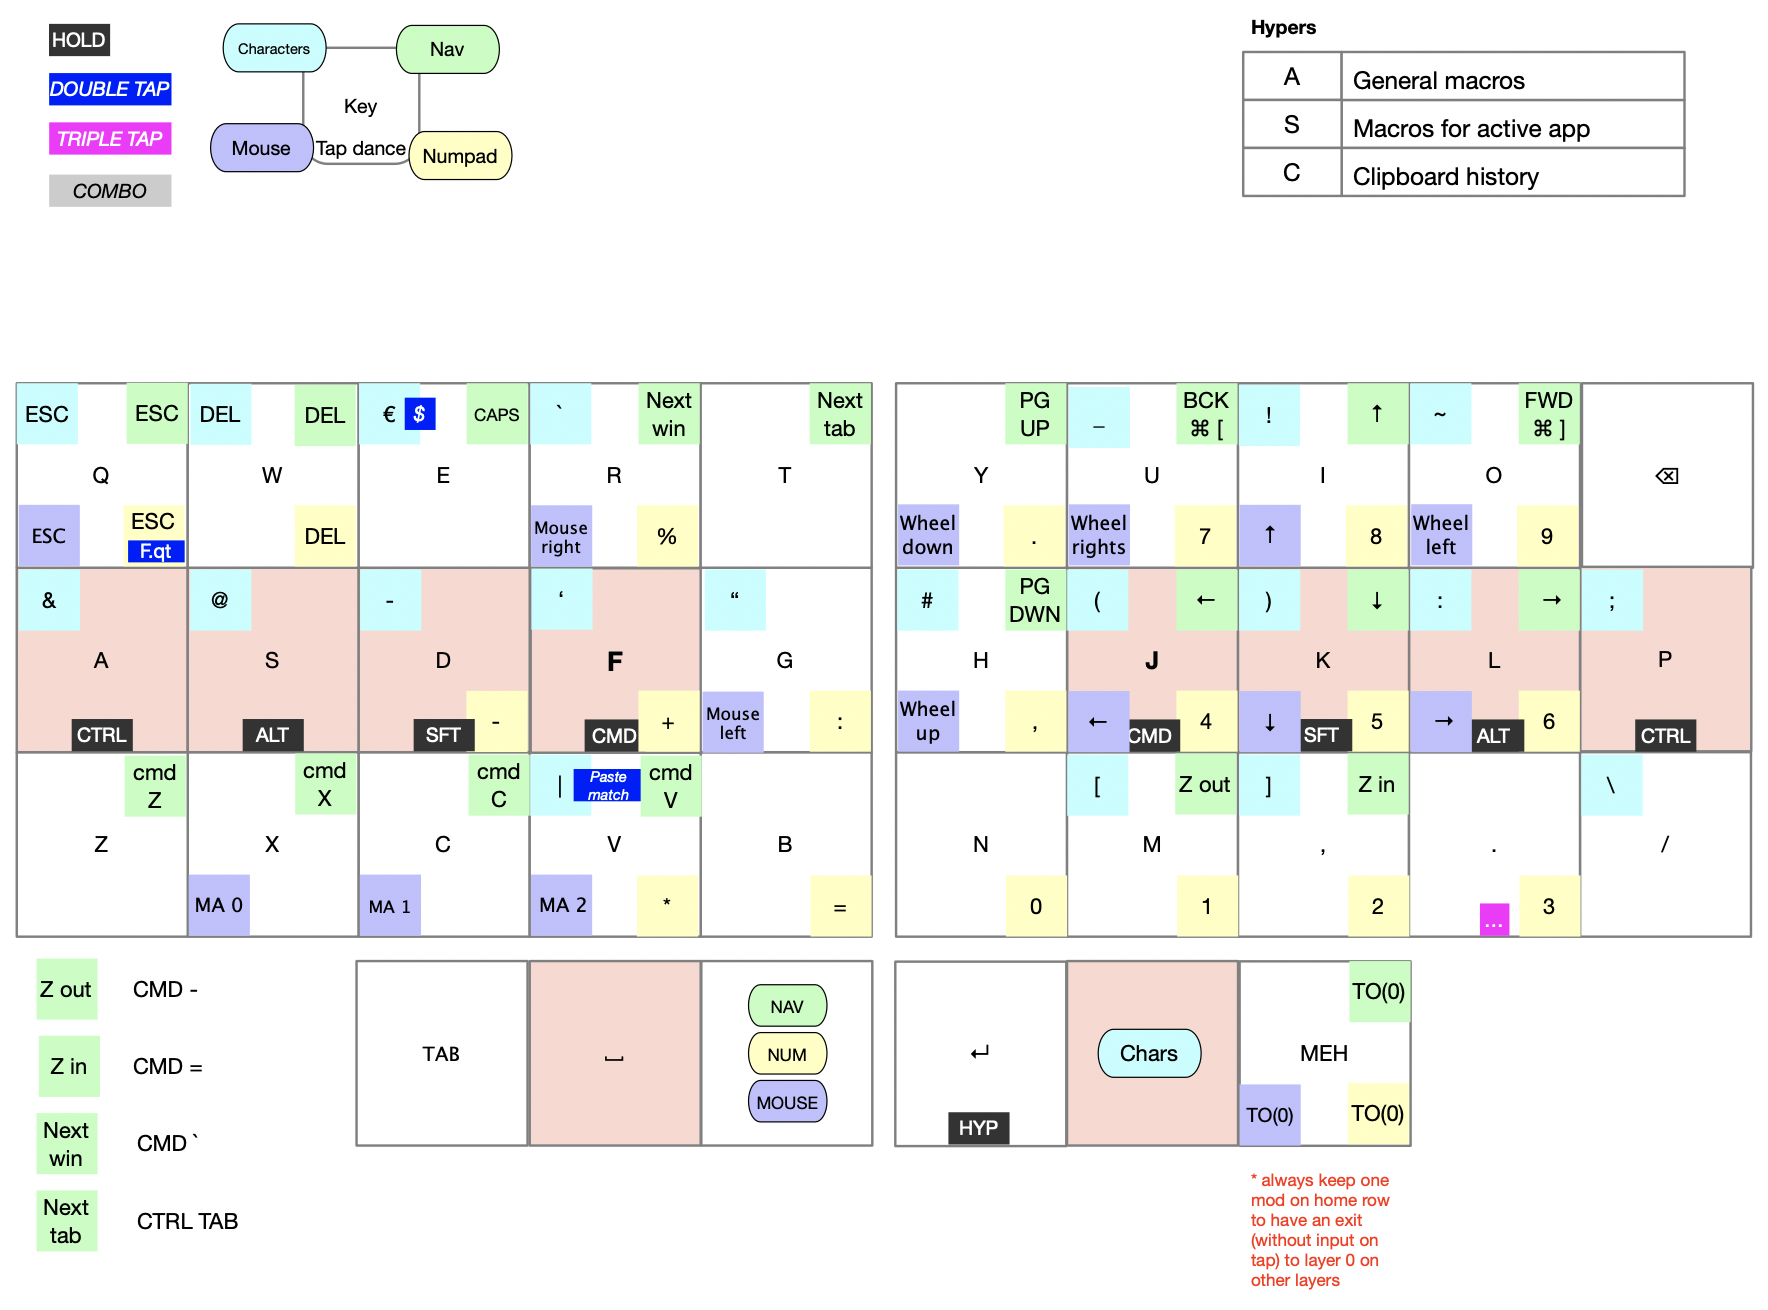 HOLD
DOUBLE TAP
TRIPLE TAP
COMBO
Characters
Nav
Key
Mouse
Tap dance
Numpad
Hypers
A General macros
S Macros for active app
C Clipboard history
ESC ESC
Q
ESC ESC
F.qt
DEL DEL
W
DEL
€ $ CAPS
E
` Next
win
R
Mouse
right %
Next
tab
T
PG
UP
Y
Wheel
down .
_ BCK
⌘ [
U
Wheel
rights 7
! ↑
I
↑ 8
~ FWD
⌘ ]
O
Wheel
left 9
⌫
&
A
CTRL
@
S
ALT
-
D
SFT -
‘
F
CMD +
“
G
Mouse
left :
# PG
DWN
H
Wheel
up ,
( ←
J
← CMD 4
) ↓
K
↓ SFT 5
: →
L
→ ALT 6
;
P
CTRL
cmd
Z
Z
cmd
X
X
MA 0
cmd
C
C
MA 1
| Paste
match
cmd
V
V
MA 2 *
B
=
N
0
[ Z out
M
1
] Z in
,
2
.
... 3
\
/
Z out CMD -
Z in CMD =
Next
win CMD `
Next
tab CTRL TAB
TAB
⎵
NAV
NUM
MOUSE
↵
HYP
Chars
TO(0)
MEH
TO(0) TO(0)
* always keep one
mod on home row
to have an exit
(without input on
tap) to layer 0 on
other layers